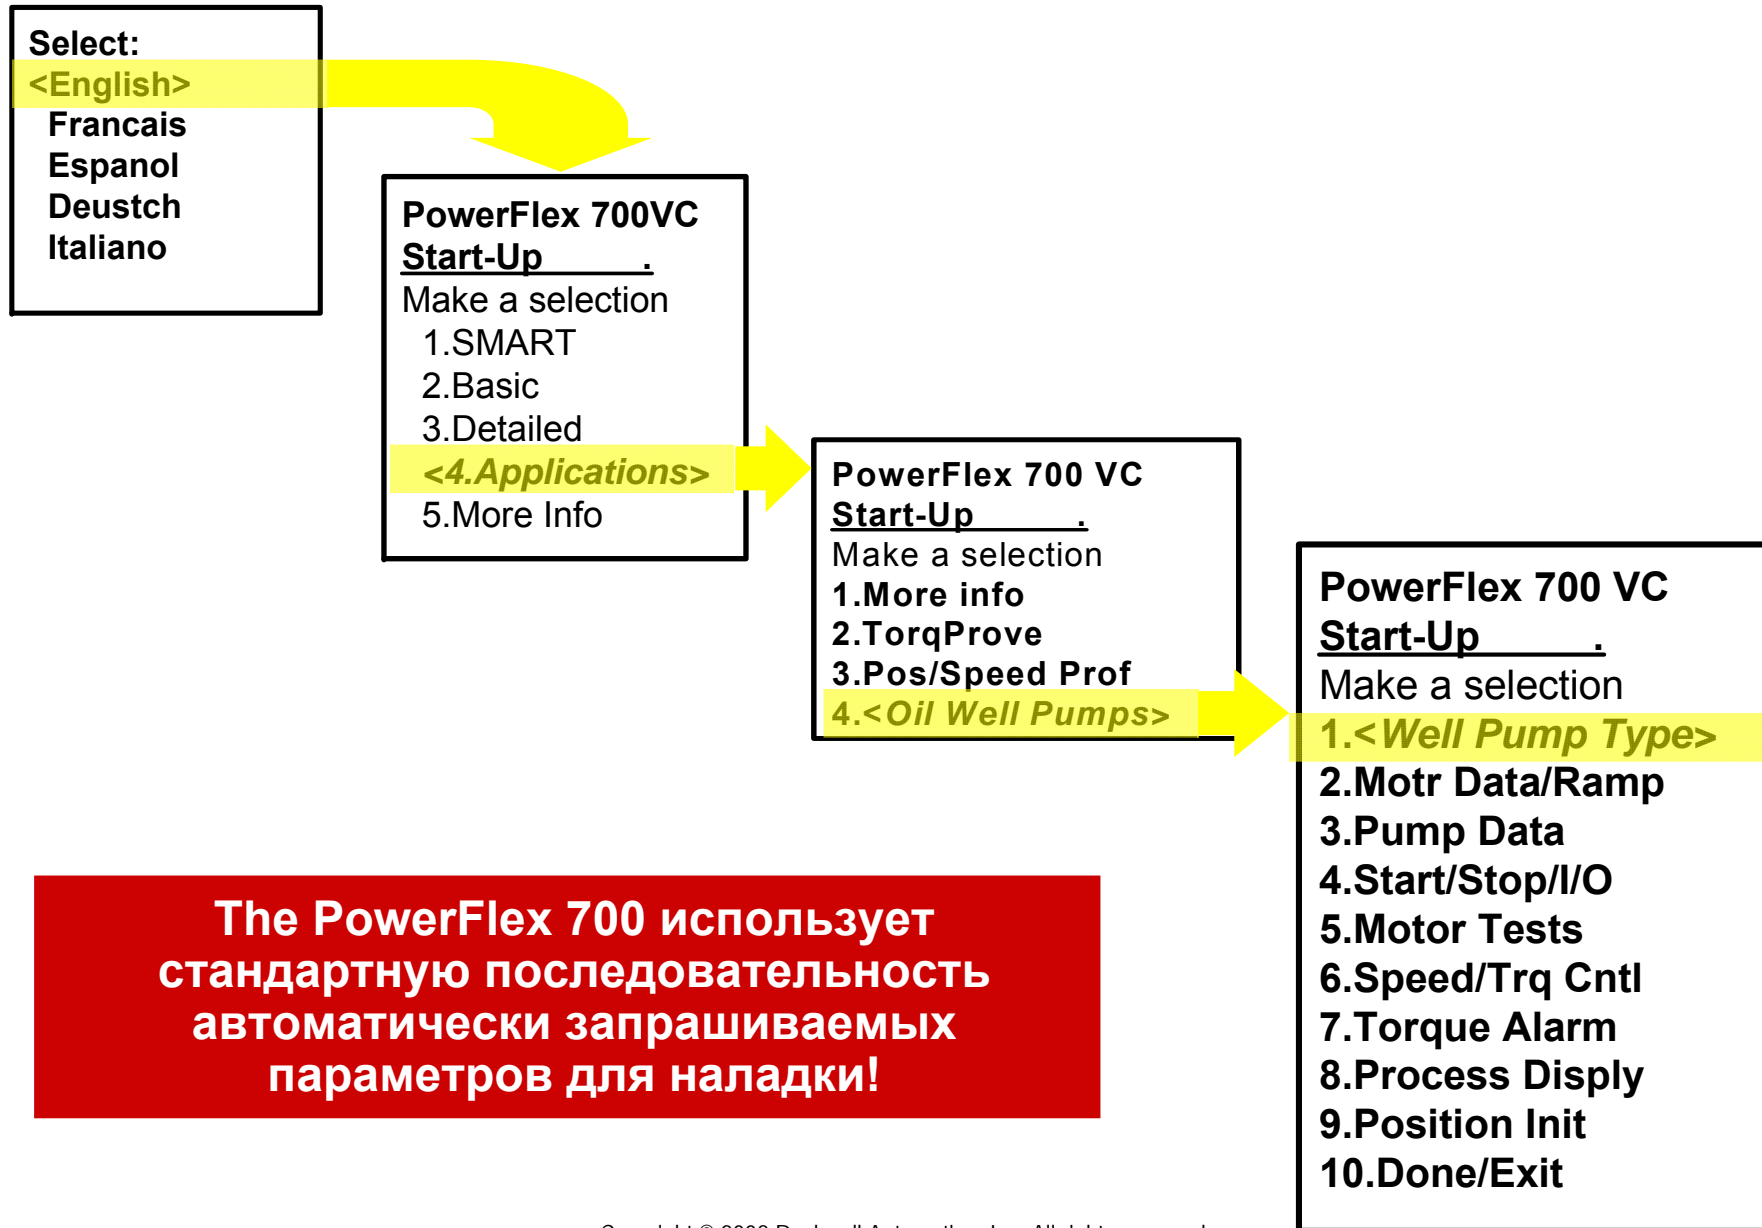 Select:
<English>
Francais
Espanol
Deustch
Italiano
PowerFlex 700VC
Start-Up .
Make a selection
1.SMART
2.Basic
3.Detailed
<4.Applications>
5.More Info
PowerFlex 700 VC
Start-Up .
Make a selection
1.More info
2.TorqProve
3.Pos/Speed Prof
4.<Oil Well Pumps>
PowerFlex 700 VC
Start-Up .
Make a selection
1.<Well Pump Type>
2.Motr Data/Ramp
3.Pump Data
4.Start/Stop/I/O
5.Motor Tests
6.Speed/Trq Cntl
7.Torque Alarm
8.Process Disply
9.Position Init
10.Done/Exit
The PowerFlex 700 использует
стандартную последовательность
автоматически запрашиваемых
параметров для наладки!